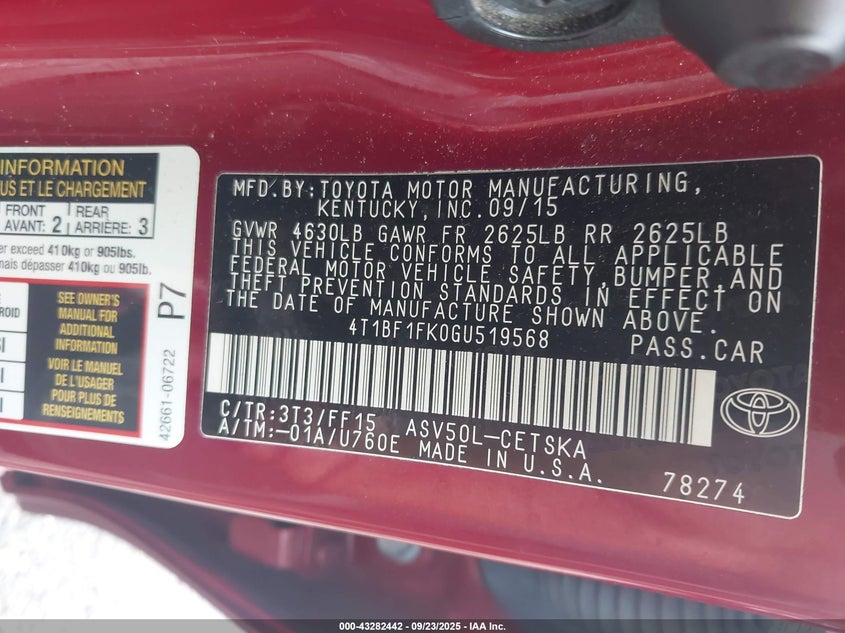 INFORMATION
US ET LE CHARGEMENT
FRONT
AVANT: 2
REAR
ARRIÈRE: 3
er exceed 410kg or 905lbs.
mais dépasser 410kg ou 905lb.
SEE OWNER'S
MANUAL FOR
ADDITIONAL
INFORMATION
VOIR LE MANUEL
DE L'USAGER
POUR PLUS DE
RENSEIGNEMENTS
P7
42661-06722
MFD.BY:TOYOTA MOTOR MANUFACTURING,
KENTUCKY,INC.09/15
GVWR 4630LB GAWR FR 2625LB RR 2625LB
THIS VEHICLE CONFORMS TO ALL APPLICABLE
FEDERAL MOTOR VEHICLE SAFETY,BUMPER,AND
THEFT PREVENTION STANDARDS IN EFFECT ON
THE DATE OF MANUFACTURE SHOWN ABOVE.
4T1BF1FK0GU519568
PASS.CAR
C/TR:3T3/FF15 ASV50L-CETSKA
A/TM:-01A/U760E MADE IN U.S.A.
78274
000-43282442 - 09/23/2025 - IAA Inc.